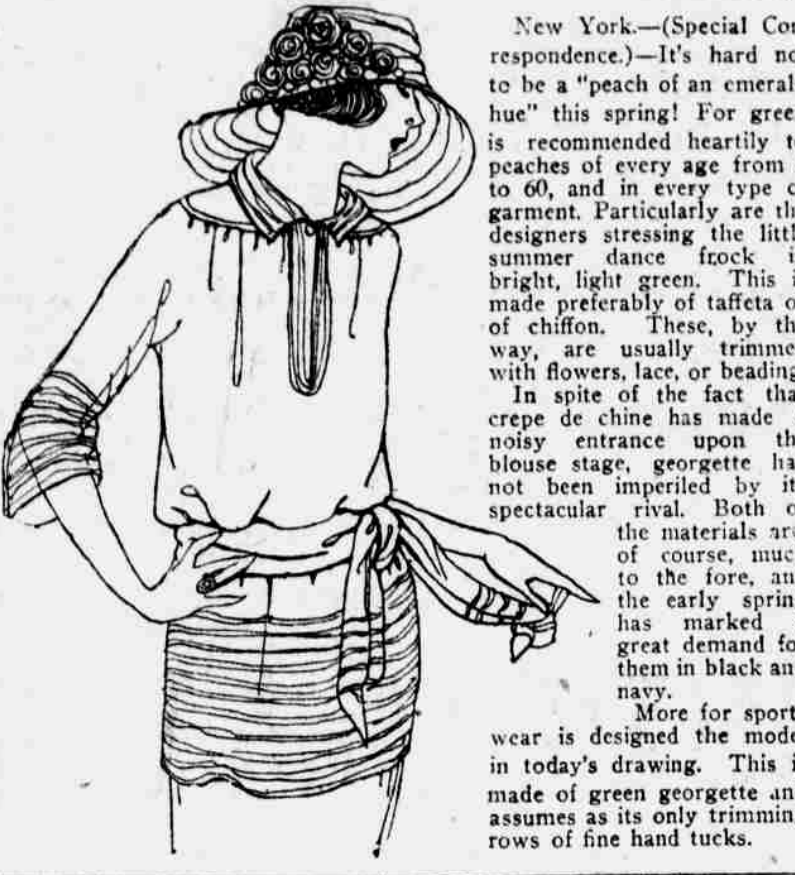 New York.—(Special Cor
respondence.)—It's hard no
to be a "peach of an emeral
hue" this spring! For gree
is recommended heartily t
peaches of every age from
to 60, and in every type o
garment. Particularly are th
designers stressing the littl
summer dance frock i
bright, light green. This i
made preferably of taffeta o
of chiffon. These, by th
way, are usually trimme
with flowers, lace, or beading
In spite of the fact tha
crepe de chine has made
noisy entrance upon th
blouse stage, georgette ha
not been imperiled by it
spectacular rival. Both o
the materials are
of course, muc
to the fore, an
the early sprin
has marked
great demand fo
them in black an
navy.
More for sport
wear is designed the mode
in today's drawing. This i
made of green georgette an
assumes as its only trimmin
rows of fine hand tucks.